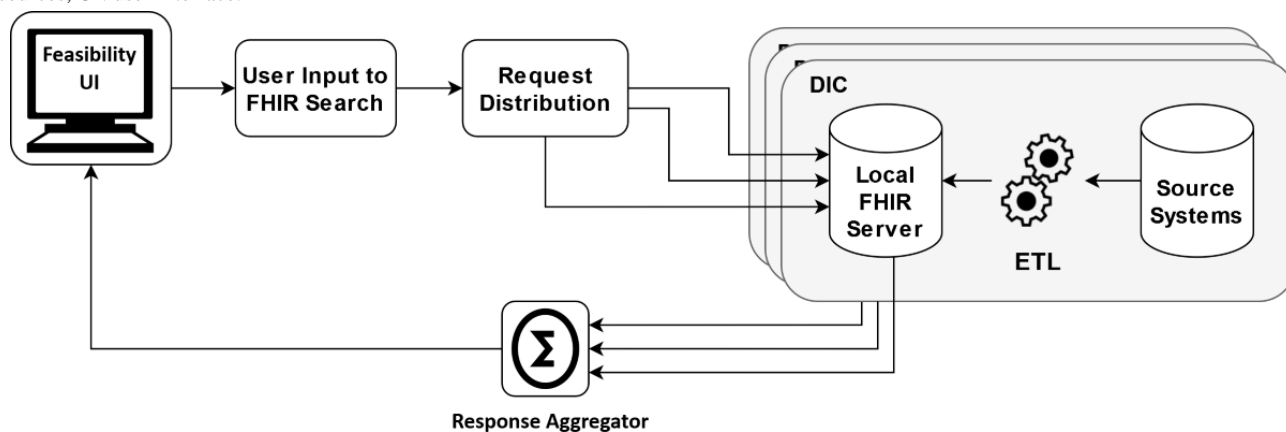 Feasibility
UI
User Input to
FHIR Search
Request
Distribution
DIC
Local
FHIR
Server
ETL
Source
Systems
Σ
Response Aggregator